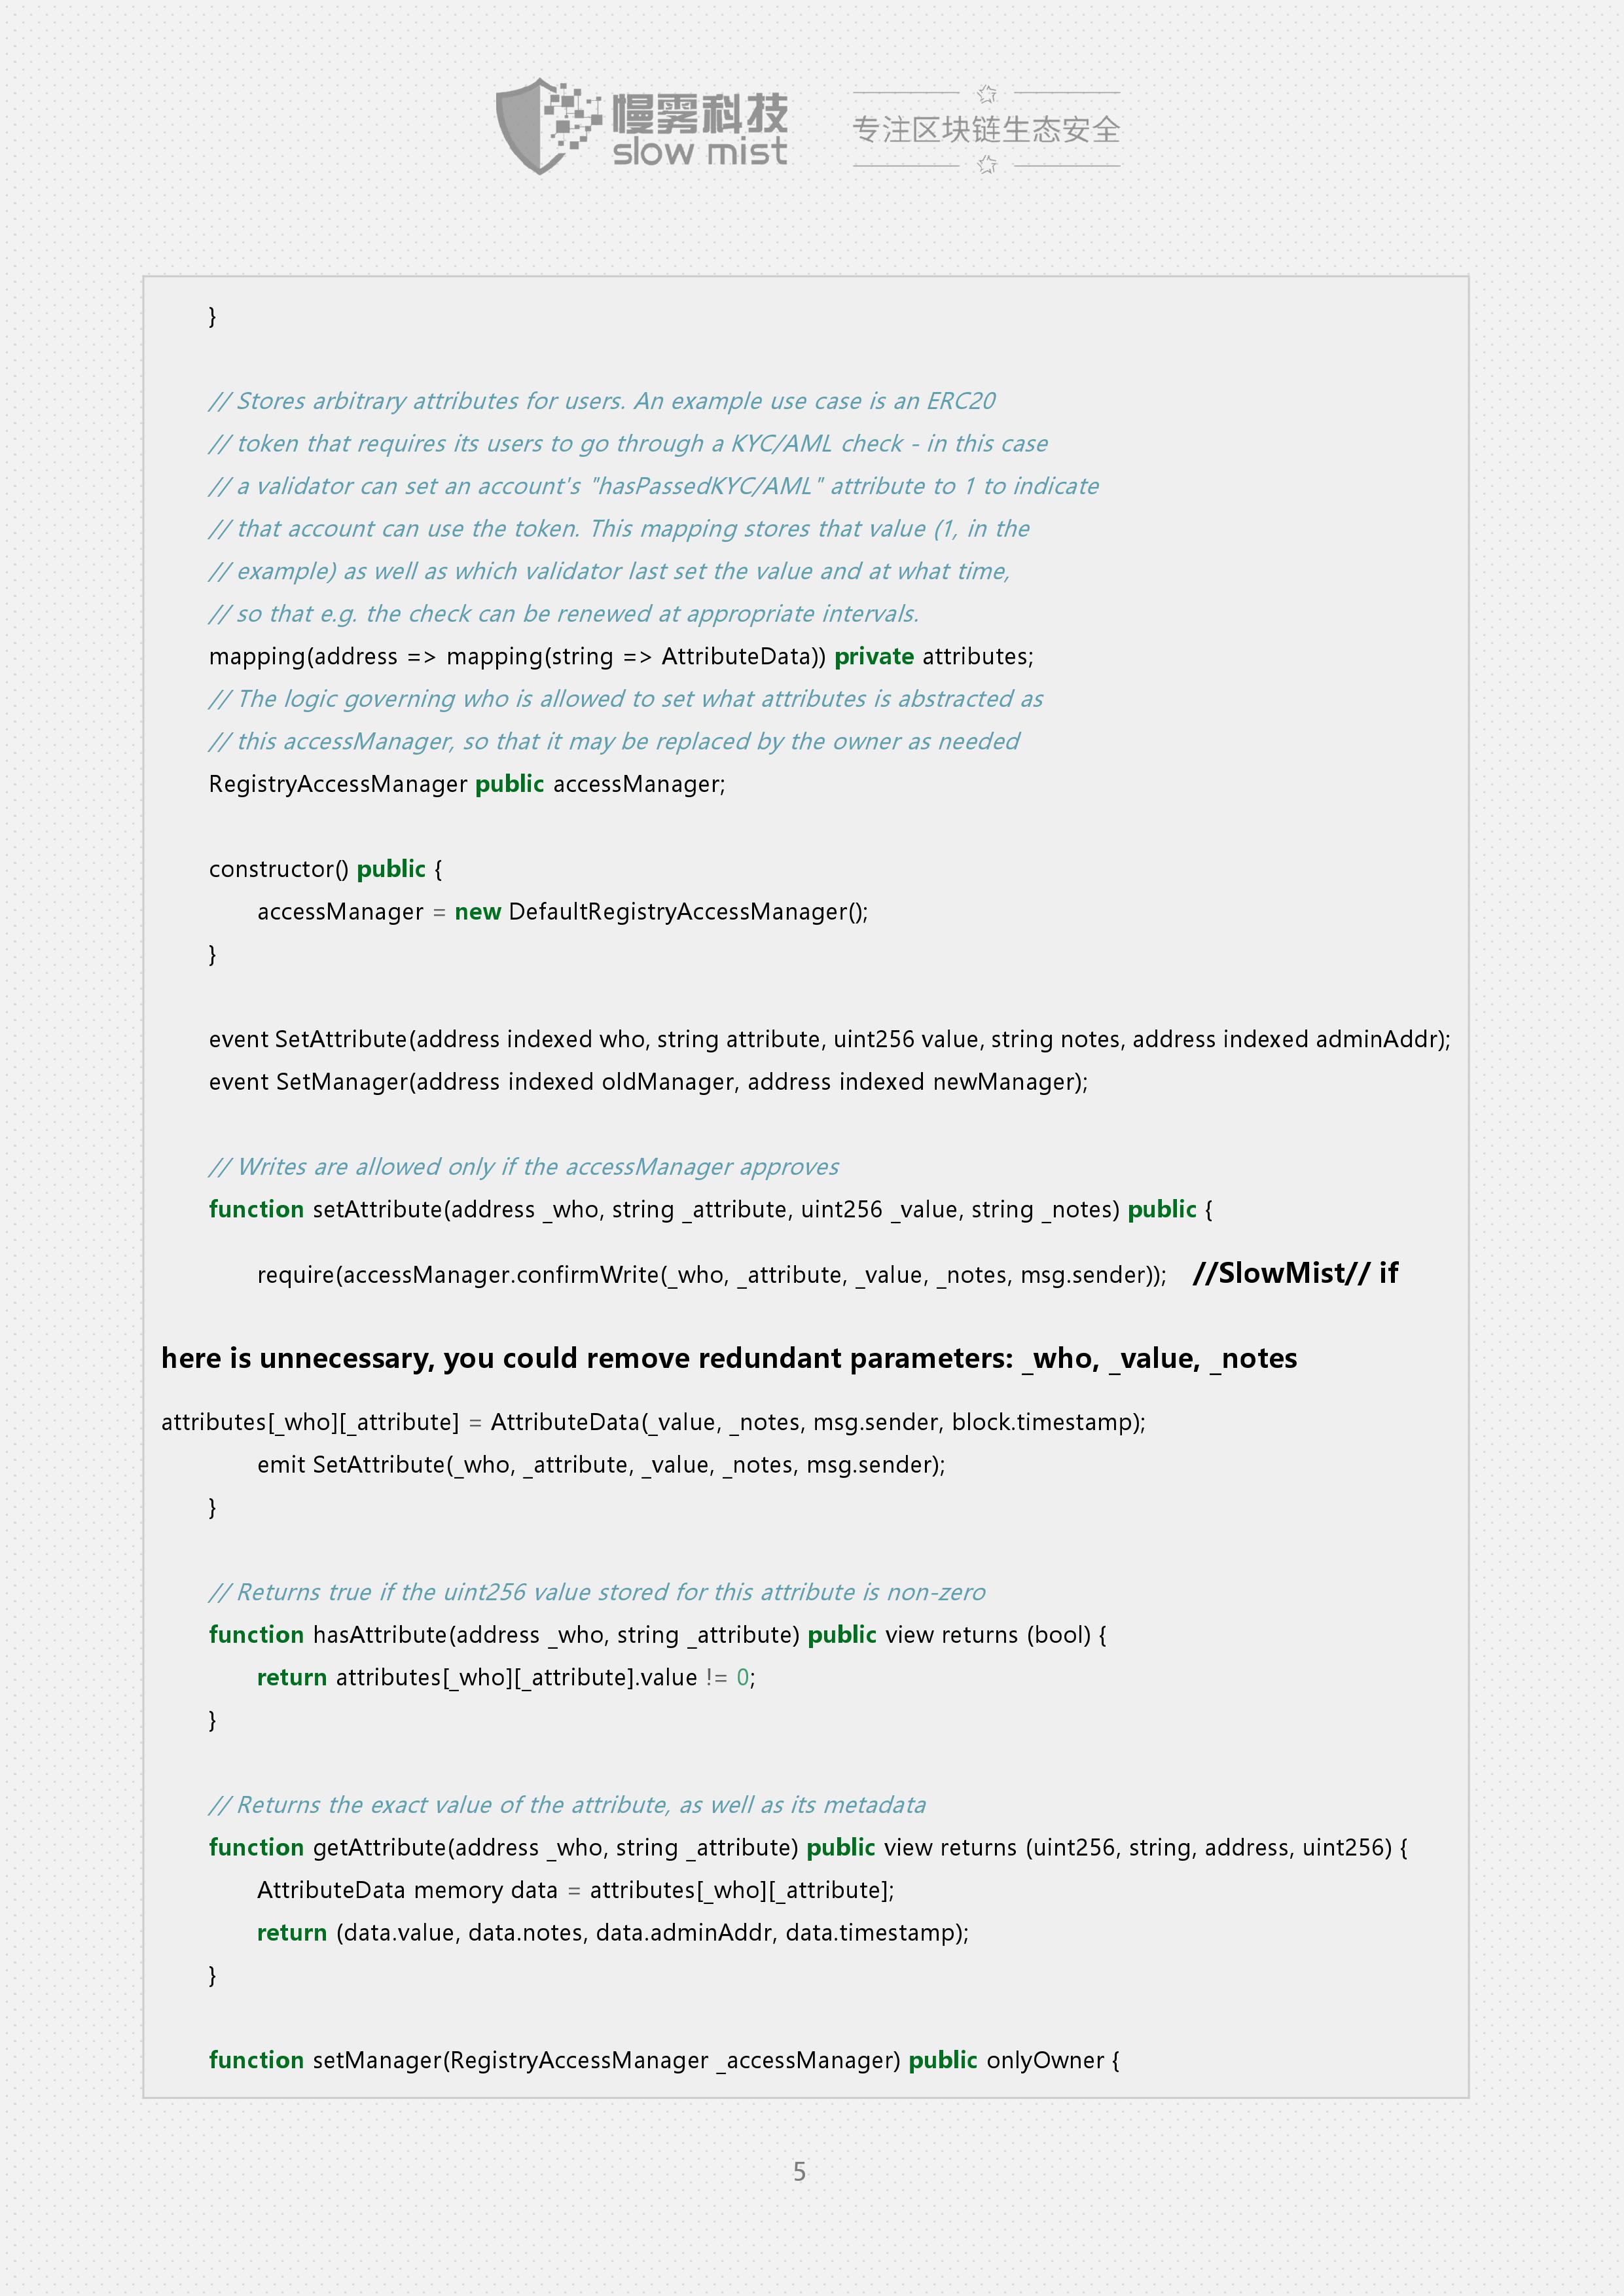 慢雾科技
slow mist
专注区块链生态安全
}
// Stores arbitrary attributes for users. An example use case is an ERC20
// token that requires its users to go through a KYC/AML check - in this case
// a validator can set an account's "hasPassedKYC/AML" attribute to 1 to indicate
// that account can use the token. This mapping stores that value (1, in the
// example) as well as which validator last set the value and at what time,
// so that e.g. the check can be renewed at appropriate intervals.
mapping(address => mapping(string => AttributeData)) private attributes;
// The logic governing who is allowed to set what attributes is abstracted as
// this accessManager, so that it may be replaced by the owner as needed
RegistryAccessManager public accessManager;
constructor() public {
accessManager = new DefaultRegistryAccessManager();
}
event SetAttribute(address indexed who, string attribute, uint256 value, string notes, address indexed adminAddr);
event SetManager(address indexed oldManager, address indexed newManager);
// Writes are allowed only if the accessManager approves
function setAttribute(address _who, string _attribute, uint256 _value, string _notes) public {
require(accessManager.confirmWrite(_who, _attribute, _value, _notes, msg.sender)); //SlowMist// if
here is unnecessary, you could remove redundant parameters: _who, _value, _notes
attributes[_who][_attribute] = AttributeData(_value, _notes, msg.sender, block.timestamp);
emit SetAttribute(_who, _attribute, _value, _notes, msg.sender);
}
// Returns true if the uint256 value stored for this attribute is non-zero
function hasAttribute(address _who, string _attribute) public view returns (bool) {
return attributes[_who][_attribute].value != 0;
}
// Returns the exact value of the attribute, as well as its metadata
function getAttribute(address _who, string _attribute) public view returns (uint256, string, address, uint256) {
AttributeData memory data = attributes[_who][_attribute];
return (data.value, data.notes, data.adminAddr, data.timestamp);
}
function setManager(RegistryAccessManager _accessManager) public onlyOwner {
5